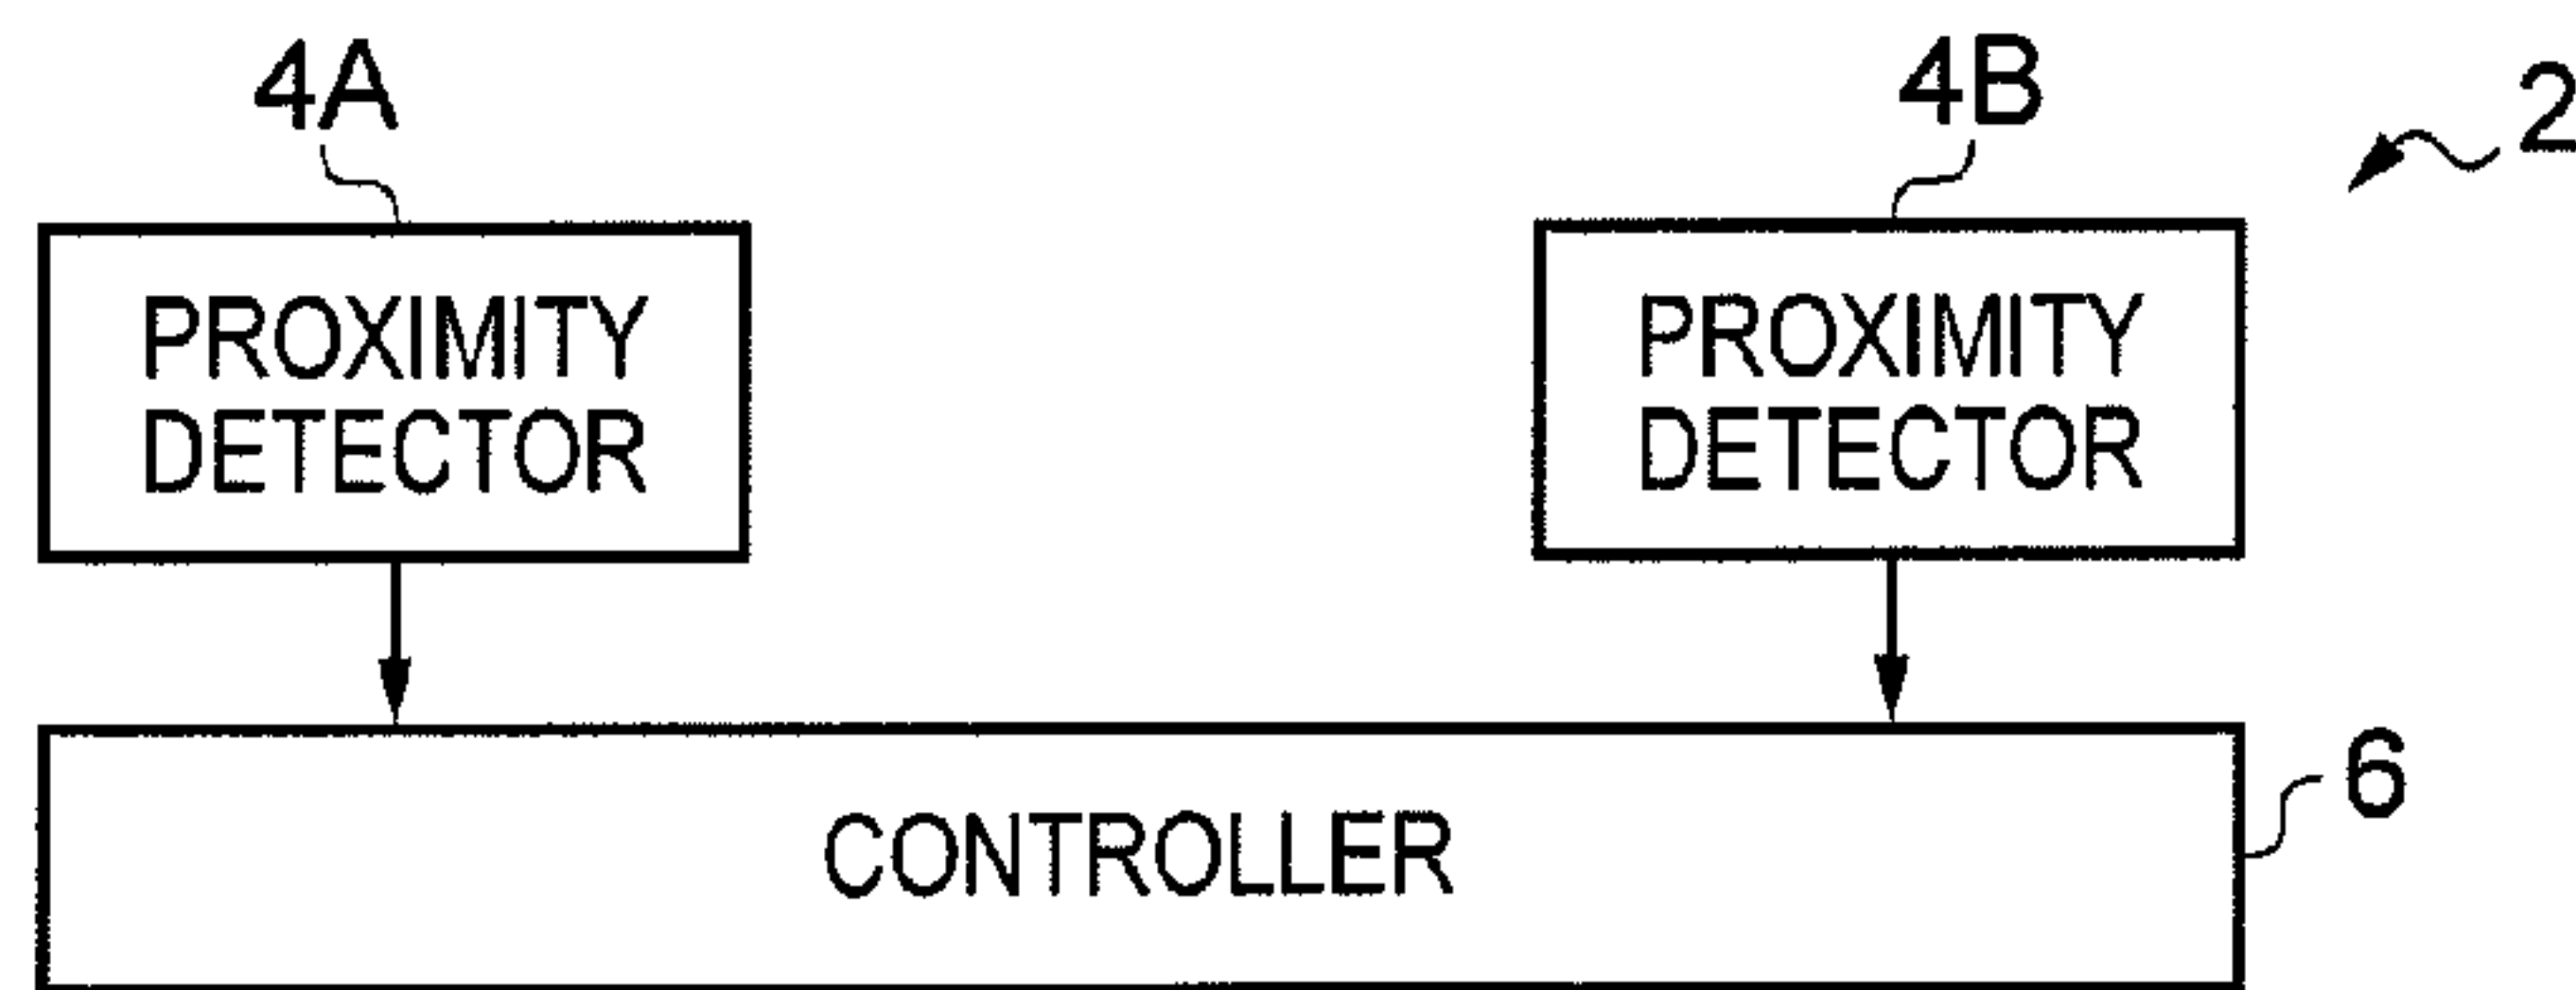 4A
4B
2
PROXIMITY
DETECTOR
PROXIMITY
DETECTOR
6
CONTROLLER